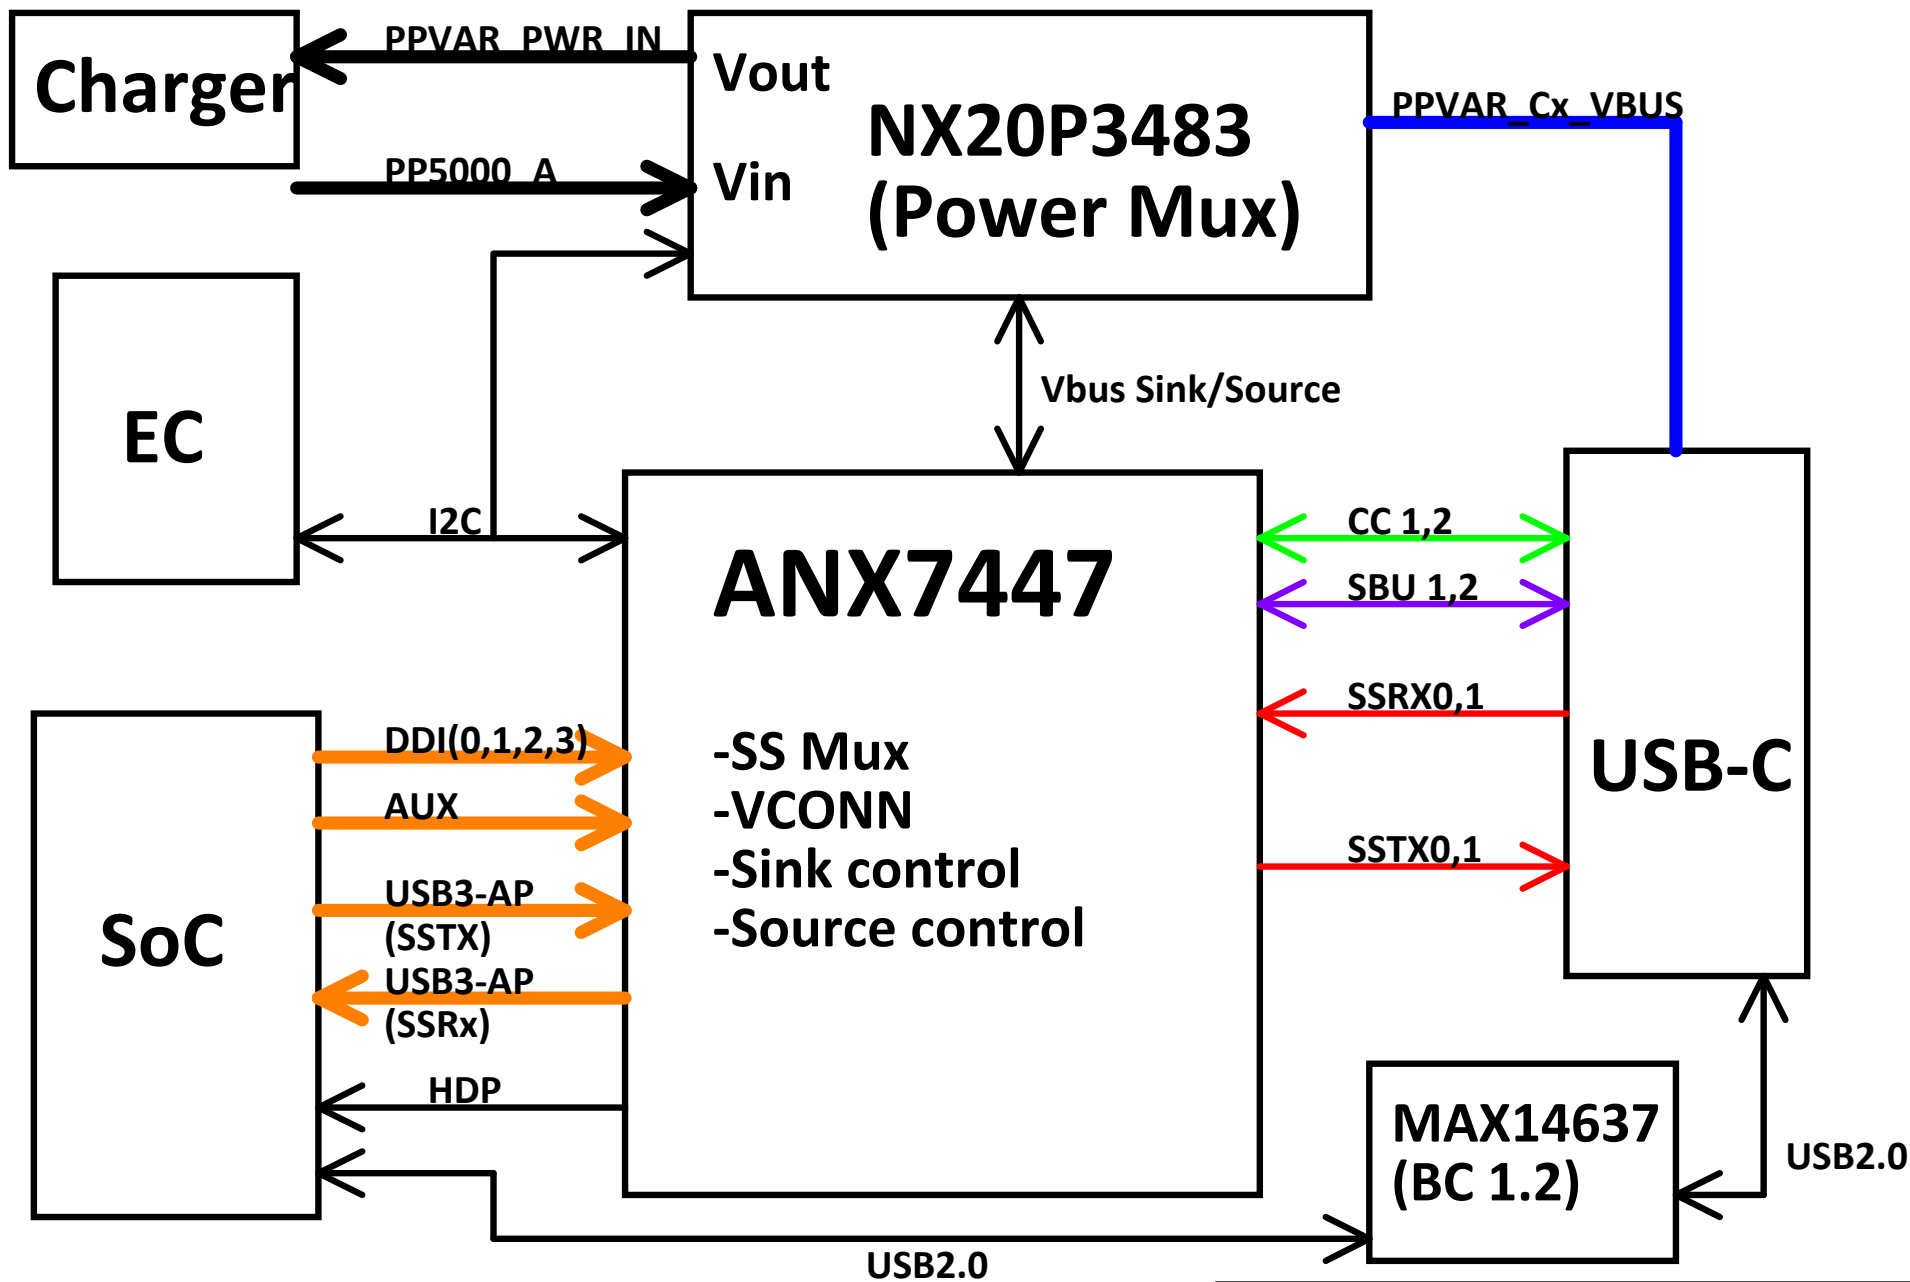 Charger
PPVAR_PWR_IN
PP5000_A
Vout
Vin
NX20P3483
(Power Mux)
PPVAR_Cx_VBUS
EC
I2C
Vbus Sink/Source
ANX7447
-SS Mux
-VCONN
-Sink control
-Source control
CC 1,2
SBU 1,2
SSRX0,1
SSTX0,1
USB-C
SoC
DDI(0,1,2,3)
AUX
USB3-AP
(SSTX)
USB3-AP
(SSRx)
HDP
MAX14637
(BC 1.2)
USB2.0
USB2.0